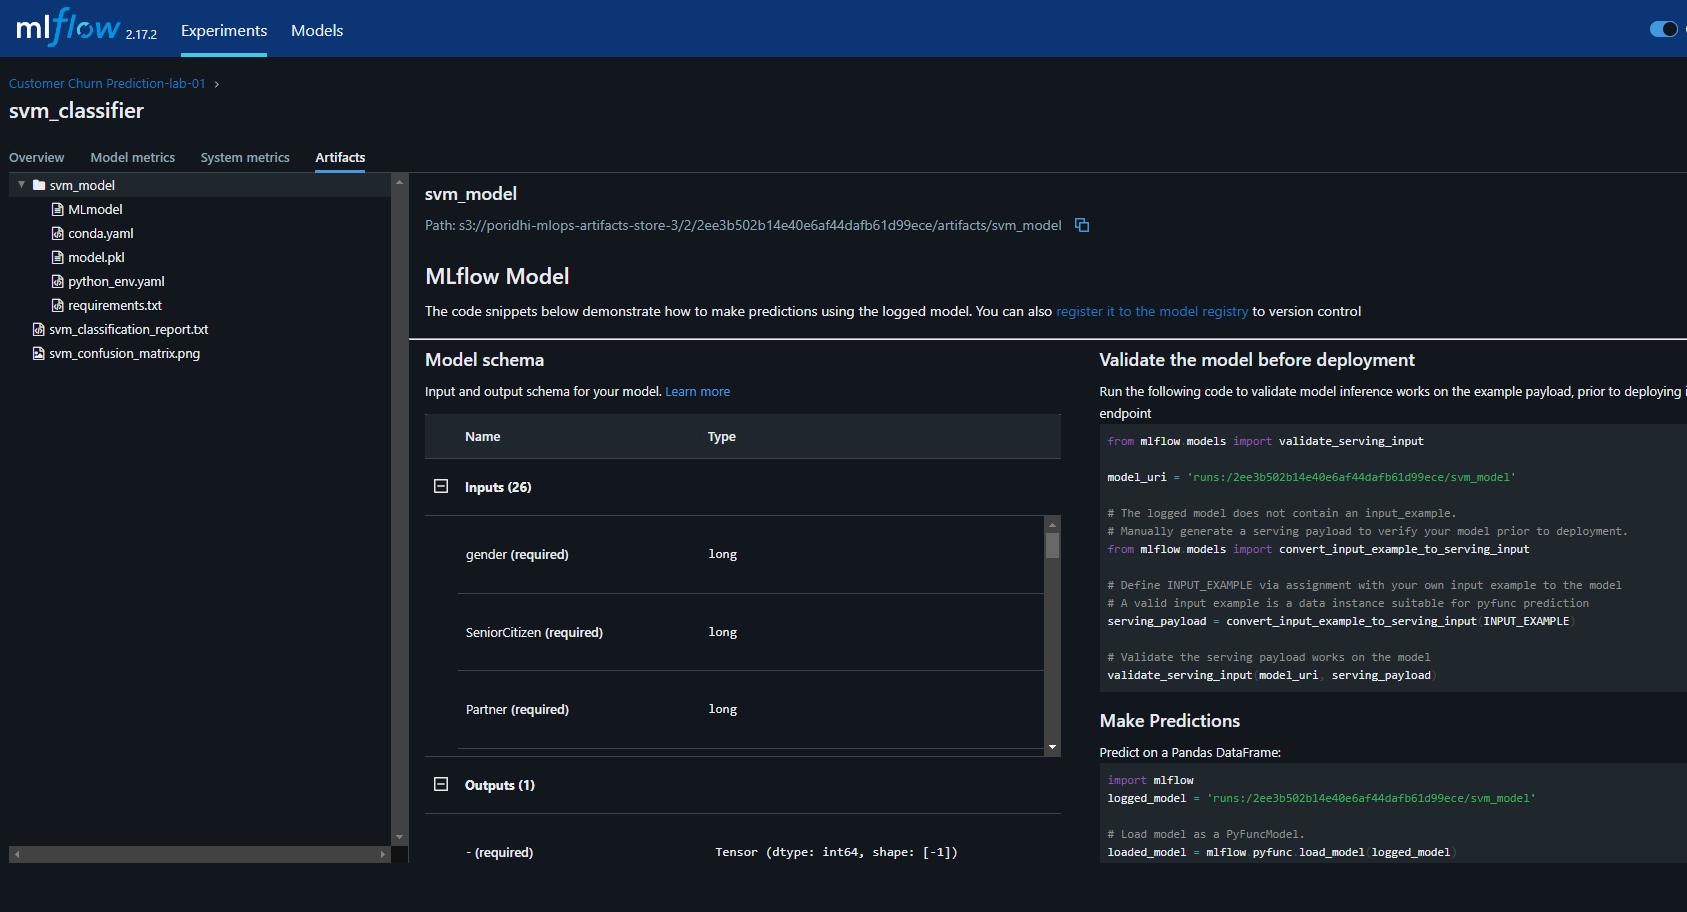 mlflow 2.17.2 Experiments Models
Customer Churn Prediction-lab-01 ›
svm_classifier
Overview Model metrics System metrics Artifacts
svm_model
MLmodel
conda.yaml
model.pkl
python_env.yaml
requirements.txt
svm_classification_report.txt
svm_confusion_matrix.png
svm_model
Path: s3://poridhi-mlops-artifacts-store-3/2/2ee3b502b14e40e6af44dafb61d99ece/artifacts/svm_model
MLflow Model
The code snippets below demonstrate how to make predictions using the logged model. You can also register it to the model registry to version control
Model schema
Input and output schema for your model. Learn more
Name Type
Inputs (26)
gender (required) long
SeniorCitizen (required) long
Partner (required) long
Outputs (1)
- (required) Tensor (dtype: int64, shape: [-1])
Validate the model before deployment
Run the following code to validate model inference works on the example payload, prior to deploying i
endpoint
from mlflow.models import validate_serving_input
model_uri = 'runs:/2ee3b502b14e40e6af44dafb61d99ece/svm_model'
# The logged model does not contain an input_example.
# Manually generate a serving payload to verify your model prior to deployment.
from mlflow.models import convert_input_example_to_serving_input
# Define INPUT_EXAMPLE via assignment with your own input example to the model
# A valid input example is a data instance suitable for pyfunc prediction
serving_payload = convert_input_example_to_serving_input(INPUT_EXAMPLE)
# Validate the serving payload works on the model
validate_serving_input(model_uri, serving_payload)
Make Predictions
Predict on a Pandas DataFrame:
import mlflow
logged_model = 'runs:/2ee3b502b14e40e6af44dafb61d99ece/svm_model'
# Load model as a PyFuncModel.
loaded_model = mlflow.pyfunc.load_model(logged_model)